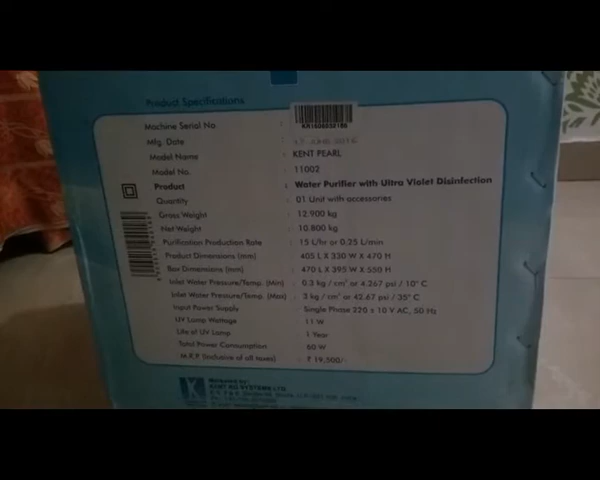 Product Specifications
Machine Serial No :
Mfg. Date :
Model Name : KENT PEARL
Model No. : 11002
Product : Water Purifier with Ultra Violet Disinfection
Quantity : 01 Unit with accessories
Gross Weight : 12.900 kg
Net Weight : 10.800 kg
Purification Production Rate : 15 L/hr or 0.25 L/min
Product Dimensions (mm) : 405 L X 330 W X 470 H
Box Dimensions (mm) : 470 L X 395 W X 550 H
Inlet Water Pressure/Temp. (Min) : 0.3 kg / cm² or 4.267 psi / 10° C
Inlet Water Pressure/Temp. (Max) : 3 kg / cm² or 42.67 psi / 35° C
Input Power Supply : Single Phase 220 ± 10 V AC, 50 Hz
UV Lamp Wattage : 11 W
Life of UV Lamp : 1 Year
Total Power Consumption : 60 W
M.R.P (Inclusive of all taxes) : ₹ 19,500/-
K
KENT RO SYSTEMS LTD